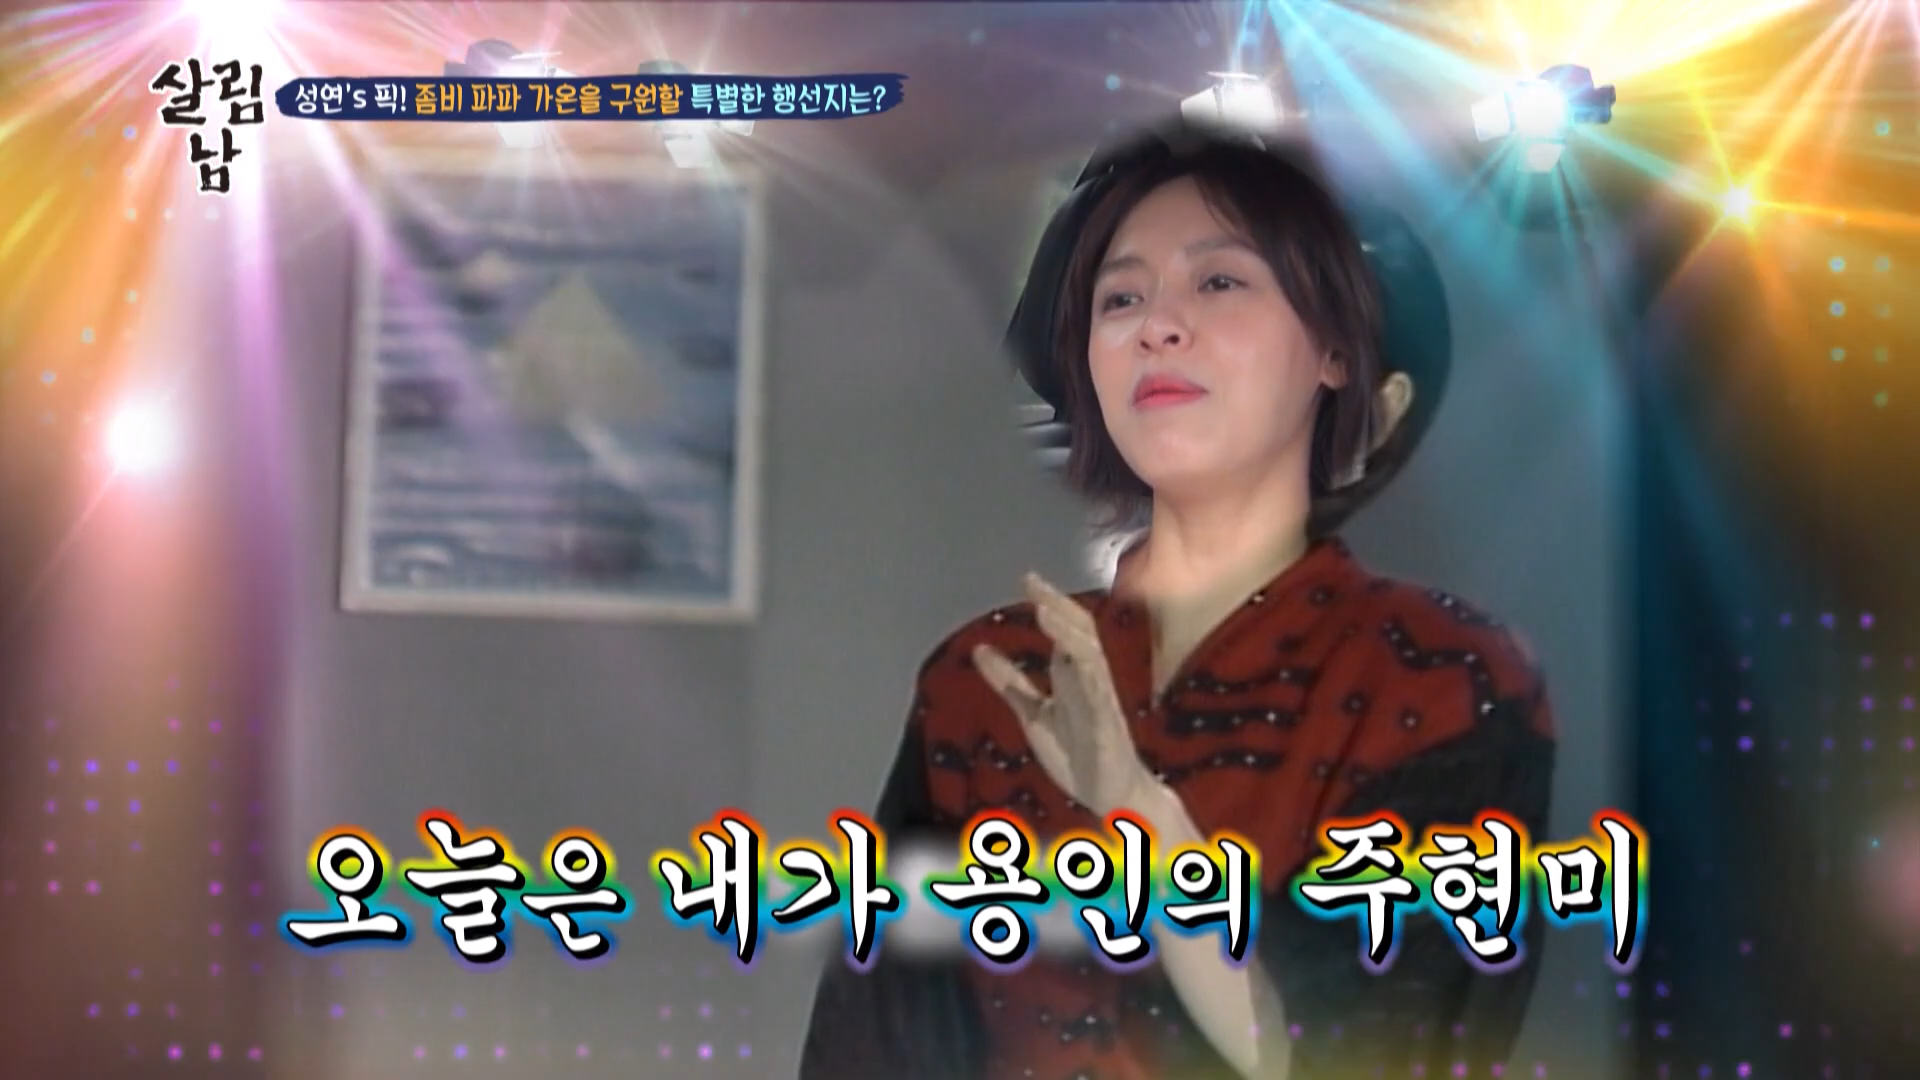 살림
남
성연's 픽! 좀비 파파 가온을 구원할 특별한 행선지는?
오늘은 내가 용인의 주현미